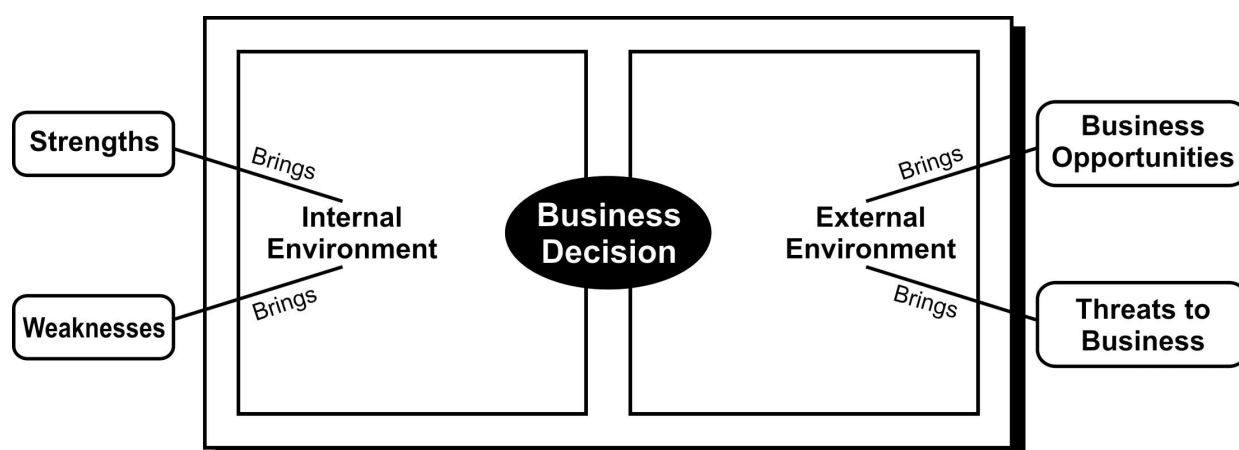 Strengths
Brings
Internal
Environment
Brings
Weaknesses
Business
Decision
Business
Opportunities
Brings
External
Environment
Brings
Threats to
Business